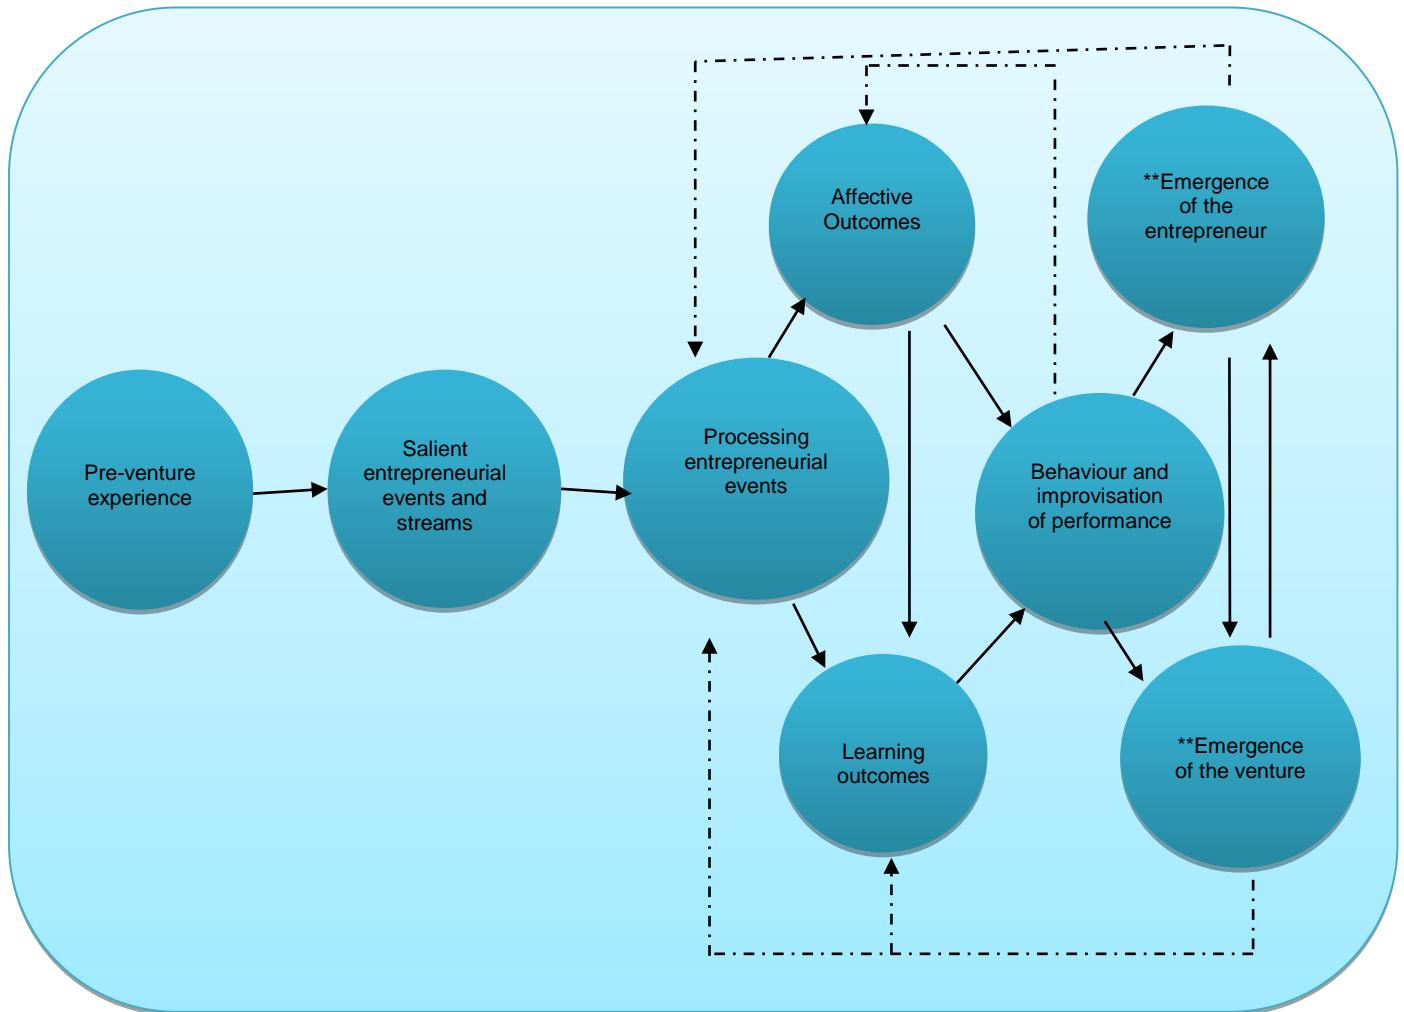 Pre-venture
experience
Salient
entrepreneurial
events and
streams
Processing
entrepreneurial
events
Affective
Outcomes
Learning
outcomes
Behaviour and
improvisation
of performance
**Emergence
of the
entrepreneur
**Emergence
of the venture